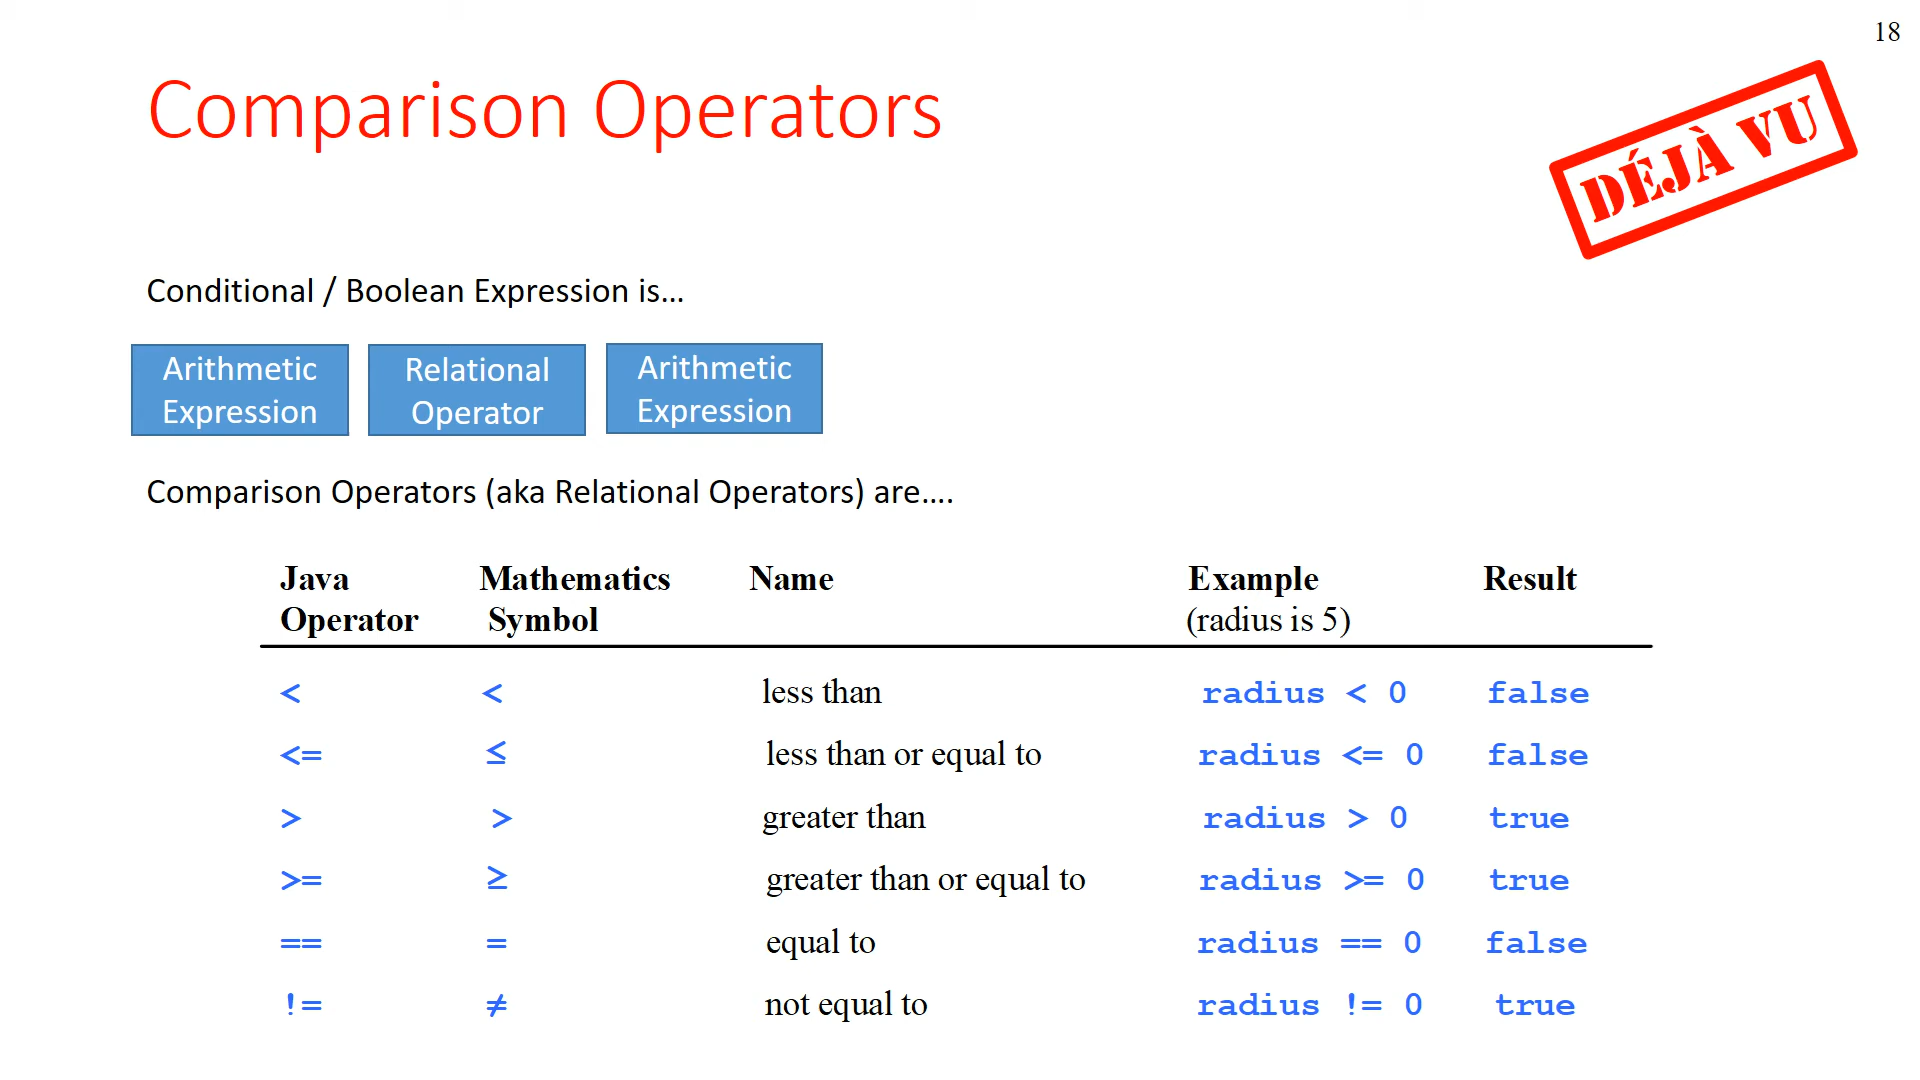 18
Comparison Operators
DÉJÀ VU
Conditional / Boolean Expression is…
Arithmetic Expression
Relational Operator
Arithmetic Expression
Comparison Operators (aka Relational Operators) are….
Java Operator Mathematics Symbol Name Example (radius is 5) Result
< < less than radius < 0 false
<= ≤ less than or equal to radius <= 0 false
> > greater than radius > 0 true
>= ≥ greater than or equal to radius >= 0 true
== = equal to radius == 0 false
!= ≠ not equal to radius != 0 true